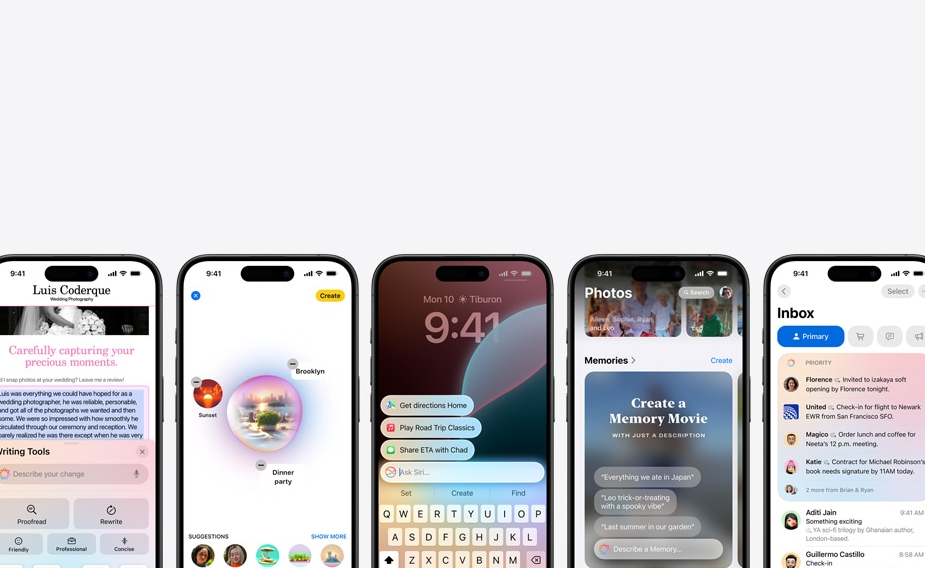 9:41
Luis Coderque
Wedding Photography
Carefully capturing your
precious moments.
d I snap photos at your wedding? Leave me a review!
Luis was everything we could have hoped for as a
wedding photographer, he was reliable, personable,
and got all of the photographs we wanted and then
some. We were so impressed with how smoothly he
circulated through our ceremony and reception. We
barely realized he was there except when he was very
Writing Tools
Describe your change
Proofread
Rewrite
Friendly
Professional
Concise
9:41
Create
Brooklyn
Sunset
Dinner
party
SUGGESTIONS
SHOW MORE
9:41
Mon 10 Tiburon
9:41
Get directions Home
Play Road Trip Classics
Share ETA with Chad
Ask Siri...
Set Create Find
Q W E R T Y U I O P
A S D F G H J K L
Z X C V B N M
9:41
Photos
Search
Aileen, Sophie, Ryan,
and Lyo
Memories
Create
Create a
Memory Movie
WITH JUST A DESCRIPTION
"Everything we ate in Japan"
"Leo trick-or-treating
with a spooky vibe"
"Last summer in our garden"
Describe a Memory...
9:41
Select
Inbox
Primary
PRIORITY
Florence Invited to izakaya soft
opening by Florence tonight.
United Check-in for flight to Newark
EWR from San Francisco SFO.
Magico Order lunch and coffee for
Neeta's 12 p.m. meeting.
Katie Contract for Michael Robinson's
book needs signature by 11AM today.
2 more from Brian & Ryan
Aditi Jain 9:41 AM
Something exciting
YA sci-fi trilogy by Ghanaian author,
London-based.
Guillermo Castillo 8:58 AM
Check-in